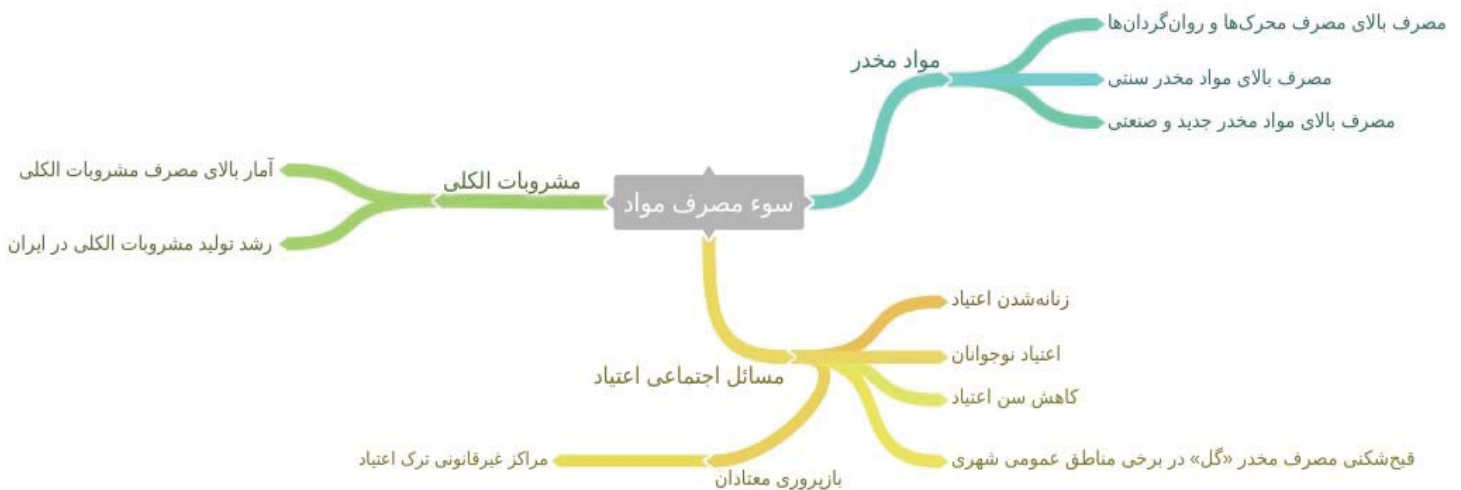 سوء مصرف مواد
مواد مخدر
مصرف بالای مصرف محرک‌ها و روان‌گردان‌ها
مصرف بالای مواد مخدر سنتی
مصرف بالای مواد مخدر جدید و صنعتی
مشروبات الکلی
آمار بالای مصرف مشروبات الکلی
رشد تولید مشروبات الکلی در ایران
مسائل اجتماعی اعتیاد
زنانه‌شدن اعتیاد
اعتیاد نوجوانان
کاهش سن اعتیاد
قبح‌شکنی مصرف مخدر «گل» در برخی مناطق عمومی شهری
بازپروری معتادان
مراکز غیرقانونی ترک اعتیاد